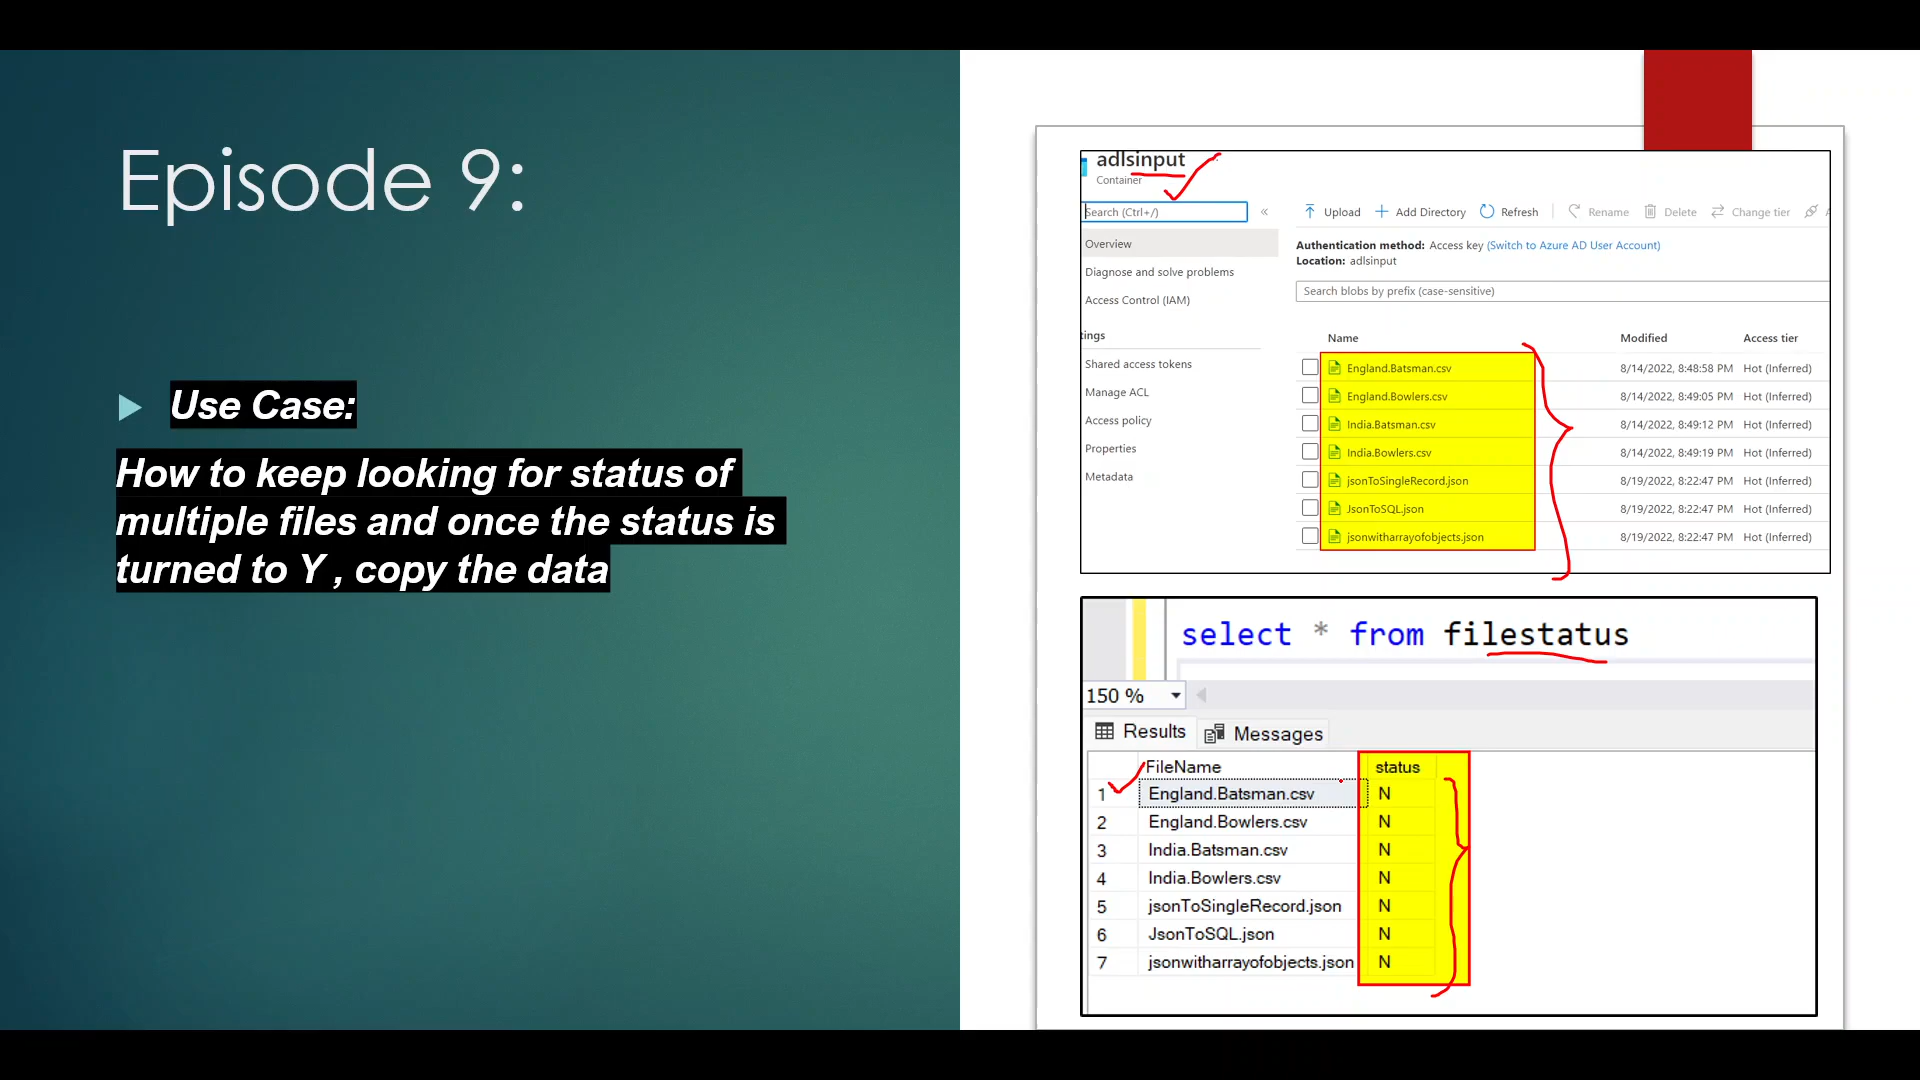 Episode 9:
Use Case:
How to keep looking for status of
multiple files and once the status is
turned to Y , copy the data
adlsinput
Container
Search (Ctrl+/)
«
Upload
Add Directory
Refresh
Rename
Delete
Change tier
Overview
Diagnose and solve problems
Access Control (IAM)
tings
Shared access tokens
Manage ACL
Access policy
Properties
Metadata
Authentication method: Access key (Switch to Azure AD User Account)
Location: adlsinput
Search blobs by prefix (case-sensitive)
Name Modified Access tier
England.Batsman.csv 8/14/2022, 8:48:58 PM Hot (Inferred)
England.Bowlers.csv 8/14/2022, 8:49:05 PM Hot (Inferred)
India.Batsman.csv 8/14/2022, 8:49:12 PM Hot (Inferred)
India.Bowlers.csv 8/14/2022, 8:49:19 PM Hot (Inferred)
jsonToSingleRecord.json 8/19/2022, 8:22:47 PM Hot (Inferred)
JsonToSQL.json 8/19/2022, 8:22:47 PM Hot (Inferred)
jsonwitharrayofobjects.json 8/19/2022, 8:22:47 PM Hot (Inferred)
select * from filestatus
150 %
Results Messages
FileName status
1 England.Batsman.csv N
2 England.Bowlers.csv N
3 India.Batsman.csv N
4 India.Bowlers.csv N
5 jsonToSingleRecord.json N
6 JsonToSQL.json N
7 jsonwitharrayofobjects.json N